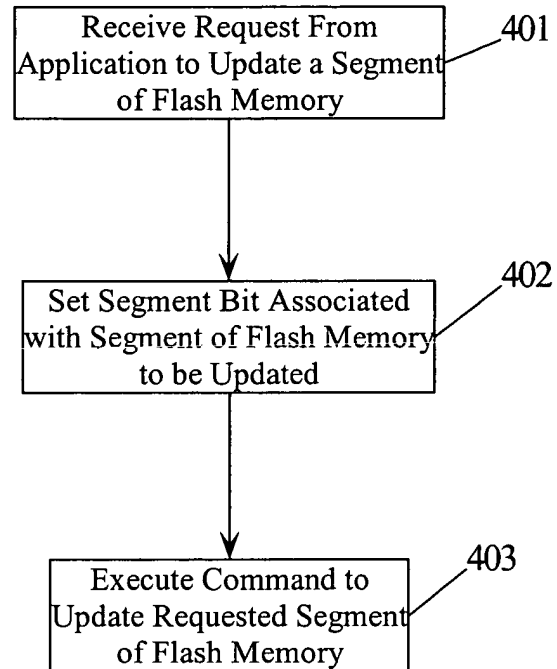 Receive Request From
Application to Update a Segment
of Flash Memory
401
Set Segment Bit Associated
with Segment of Flash Memory
to be Updated
402
Execute Command to
Update Requested Segment
of Flash Memory
403